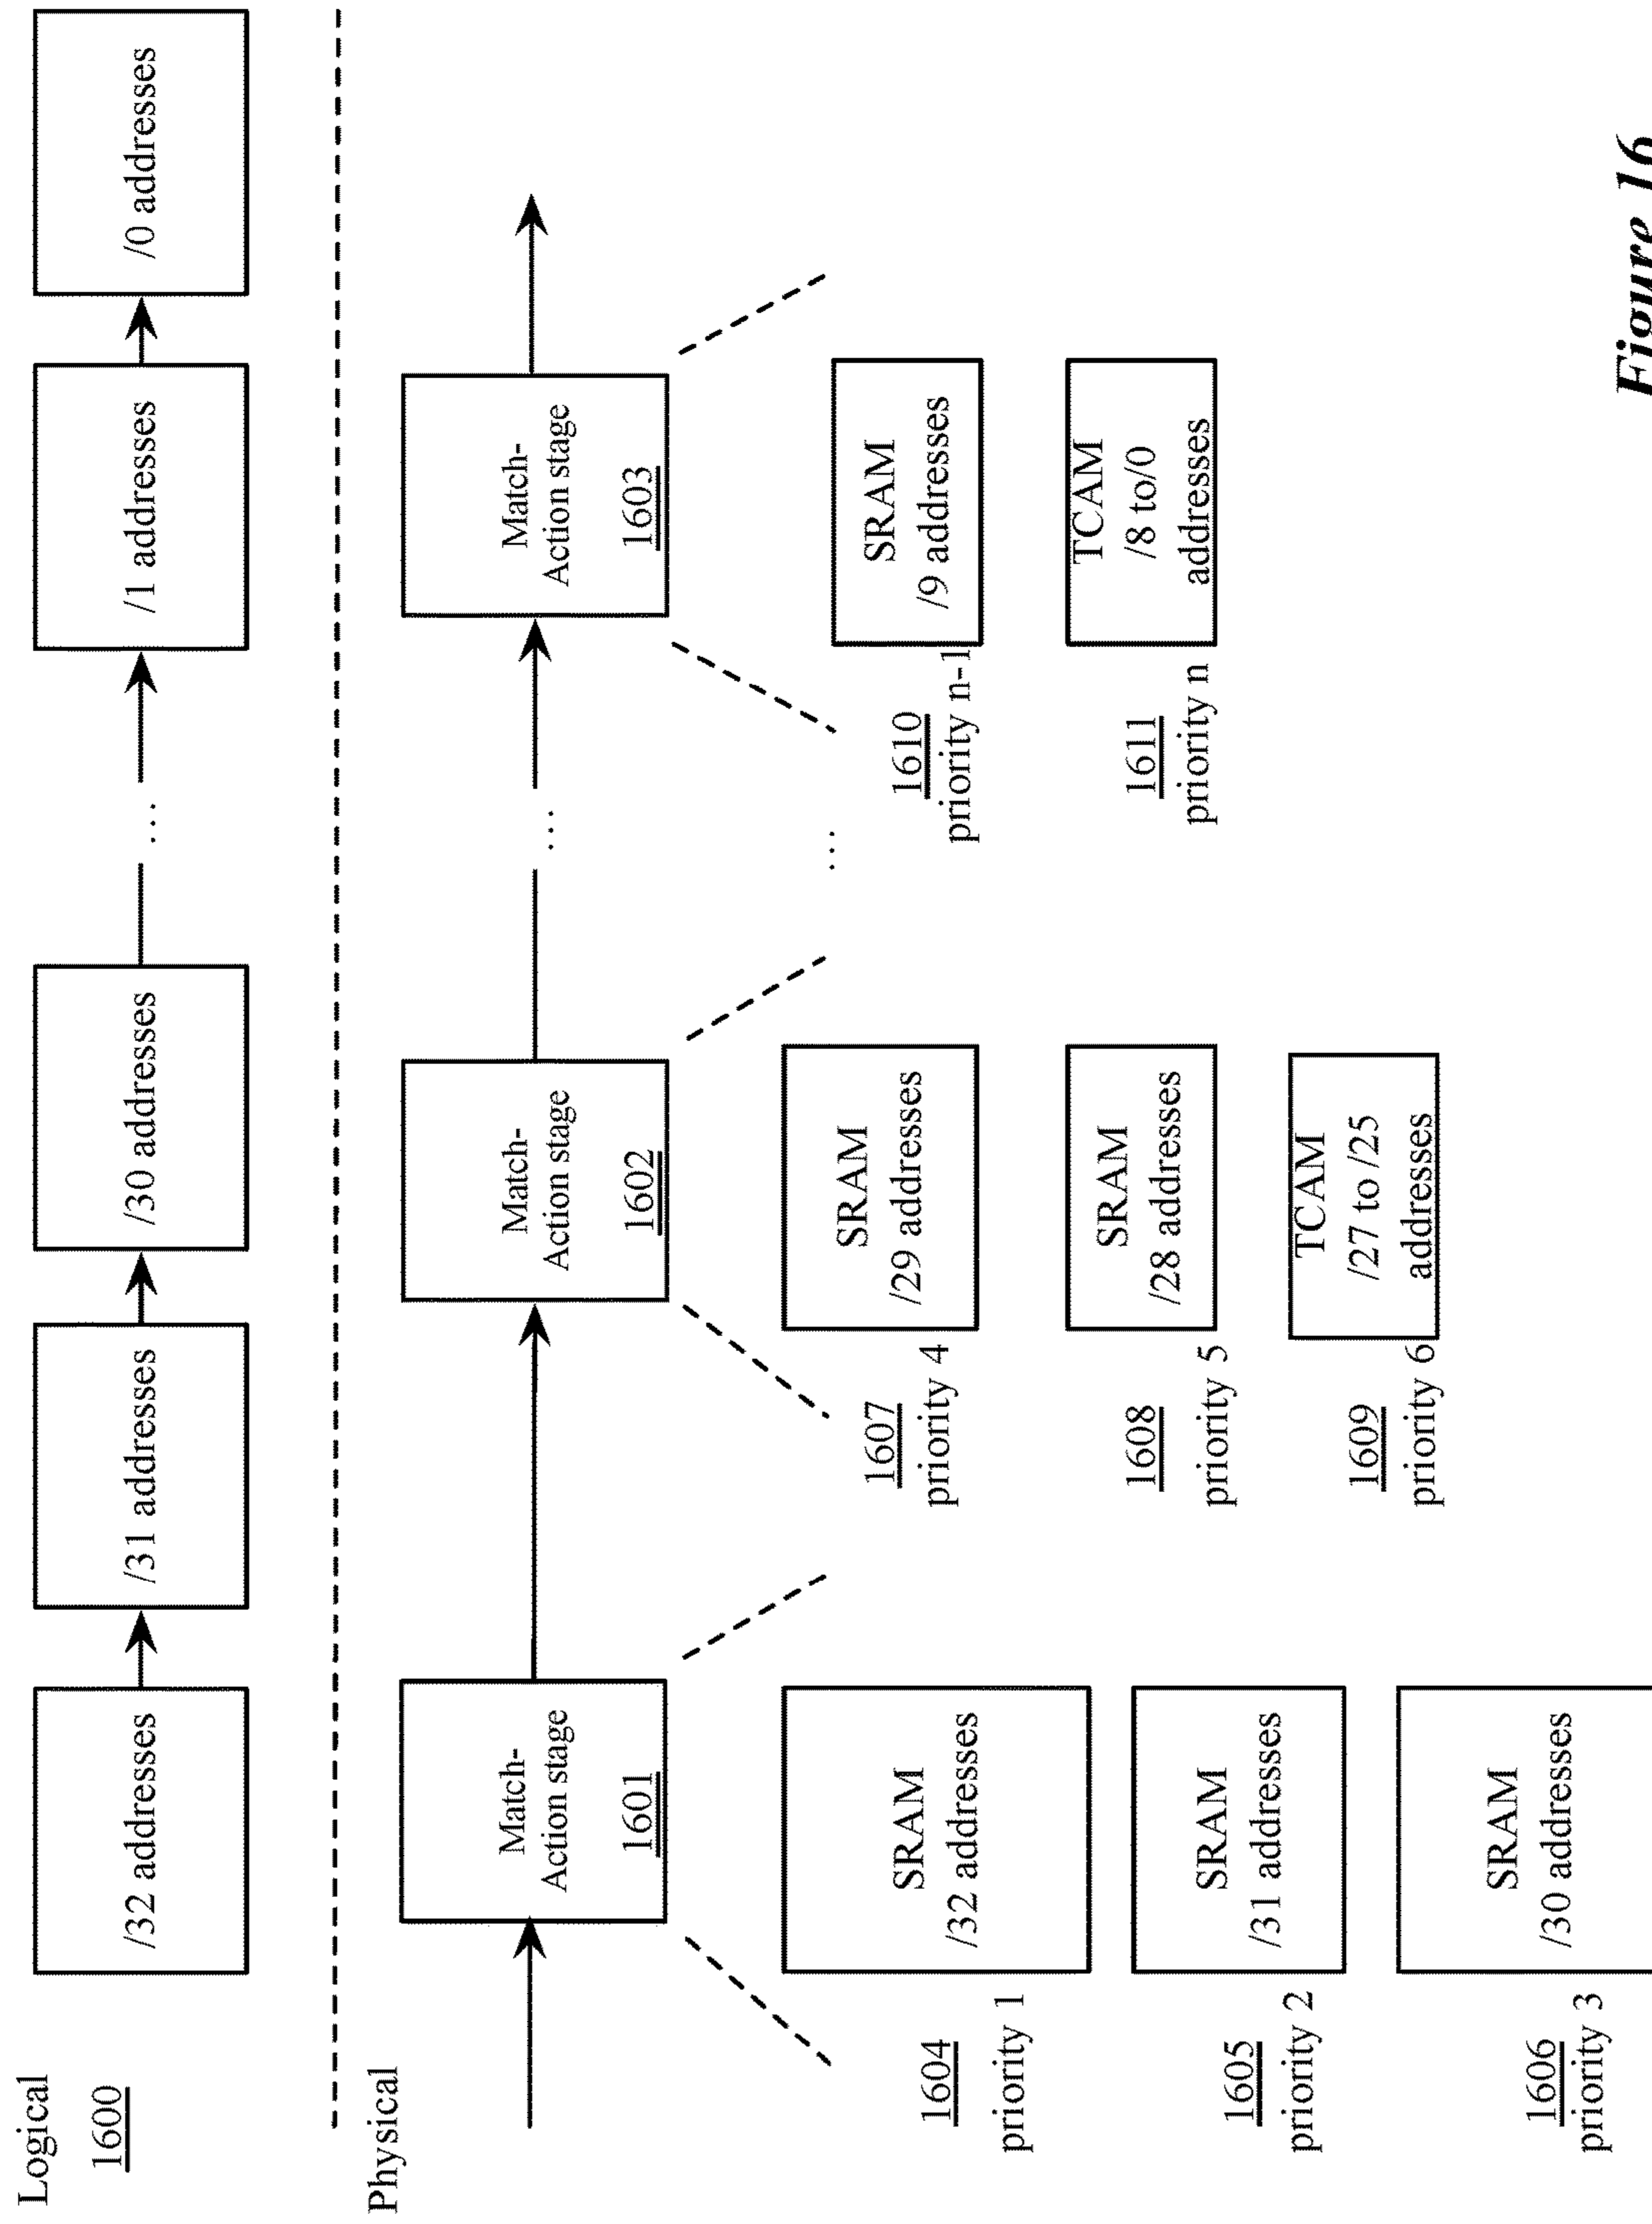 Logical
1600
/32 addresses
/31 addresses
/30 addresses
...
/1 addresses
/0 addresses
Physical
Match-
Action stage
1601
Match-
Action stage
1602
...
Match-
Action stage
1603
1604
priority 1
SRAM
/32 addresses
1605
priority 2
SRAM
/31 addresses
1606
priority 3
SRAM
/30 addresses
1607
priority 4
SRAM
/29 addresses
1608
priority 5
SRAM
/28 addresses
1609
priority 6
TCAM
/27 to /25
addresses
...
1610
priority n-1
SRAM
/9 addresses
1611
priority n
TCAM
/8 to/0
addresses
Figure 16